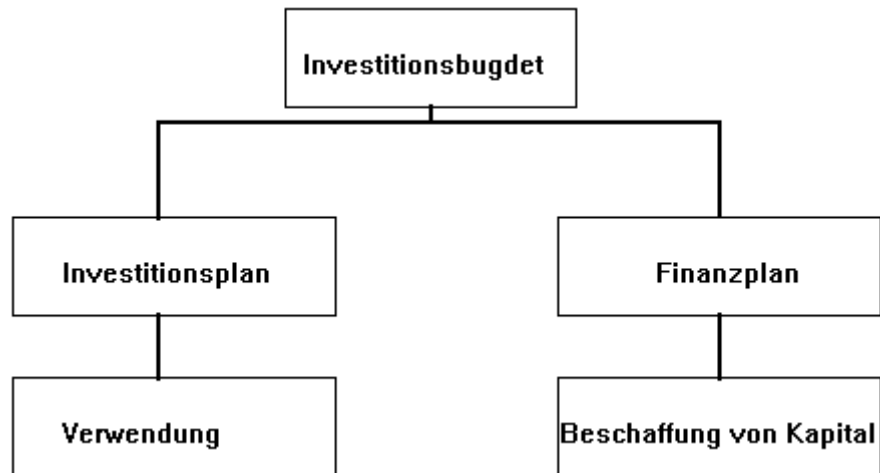 Investitionsbugdet
Investitionsplan
Finanzplan
Verwendung
Beschaffung von Kapital